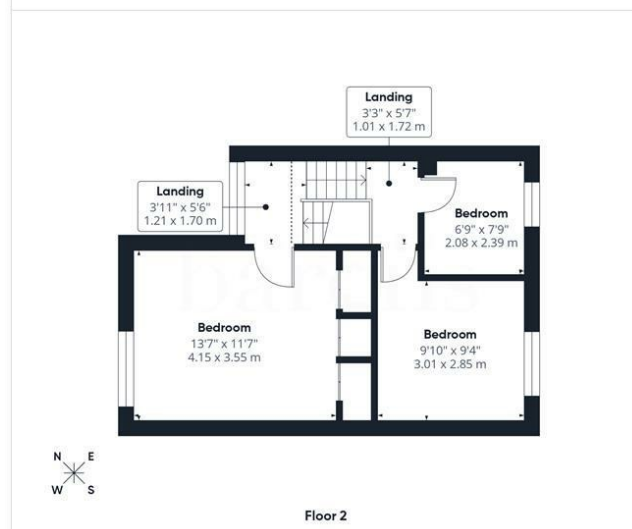 Landing
3'3" x 5'7"
1.01 x 1.72 m
Landing
3'11" x 5'6"
1.21 x 1.70 m
Bedroom
6'9" x 7'9"
2.08 x 2.39 m
Bedroom
13'7" x 11'7"
4.15 x 3.55 m
Bedroom
9'10" x 9'4"
3.01 x 2.85 m
N E
W S
Floor 2